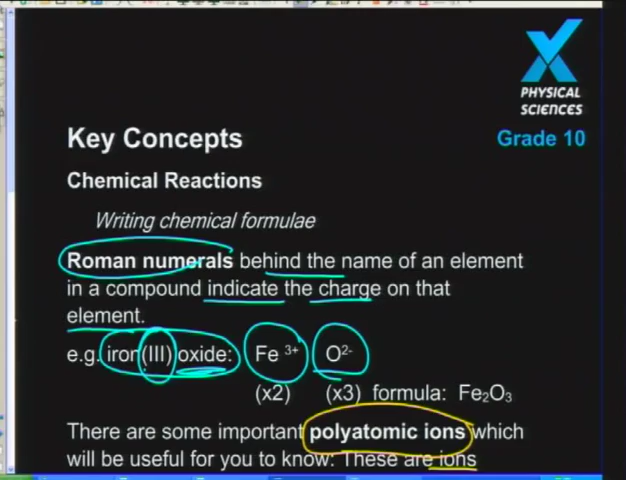 PHYSICAL
SCIENCES
Key Concepts
Grade 10
Chemical Reactions
Writing chemical formulae
Roman numerals behind the name of an element
in a compound indicate the charge on that
element.
e.g. iron(III) oxide: Fe ³⁺ O²⁻
(x2) (x3) formula: Fe₂O₃
There are some important polyatomic ions which
will be useful for you to know. These are ions